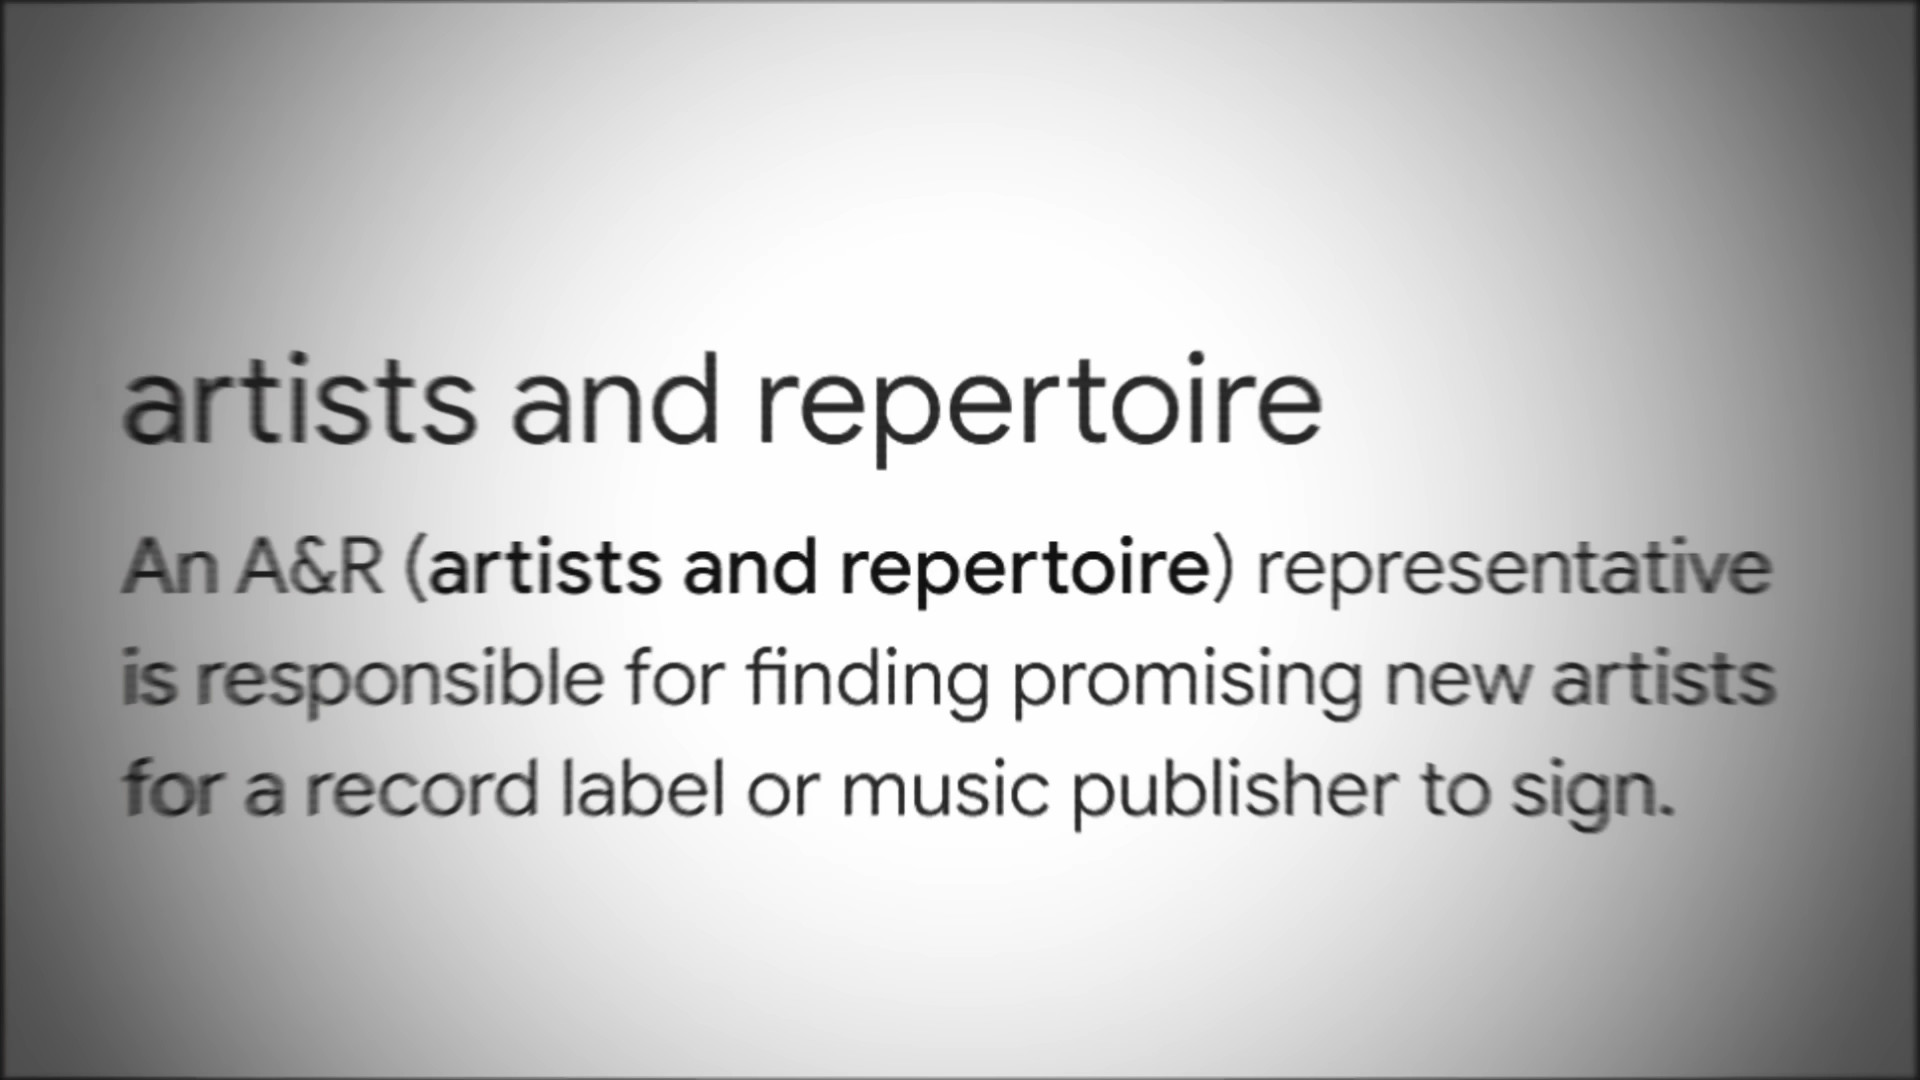 artists and repertoire
An A&R (artists and repertoire) representative
is responsible for finding promising new artists
for a record label or music publisher to sign.